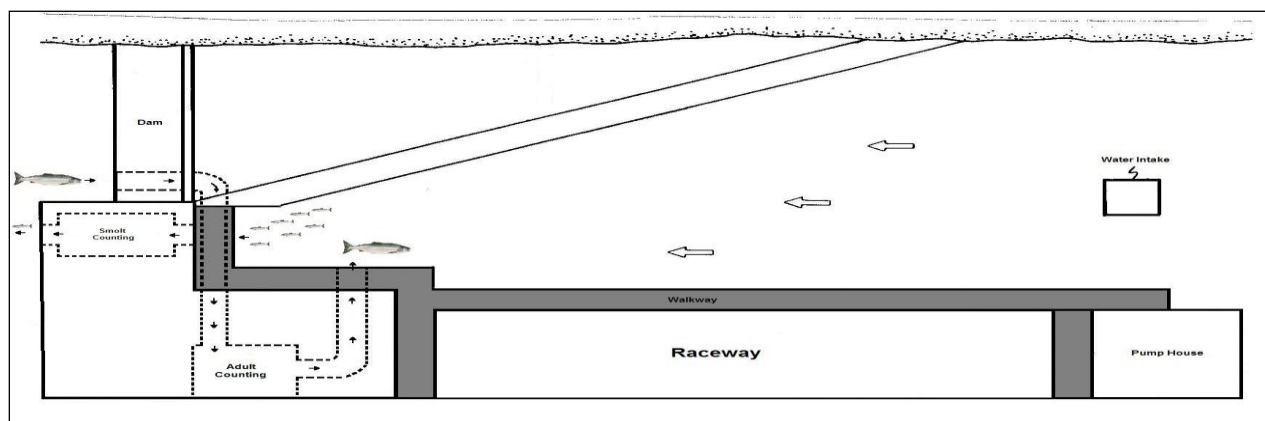 Dam
Water Intake
Smolt
Counting
Walkway
Raceway
Pump House
Adult
Counting